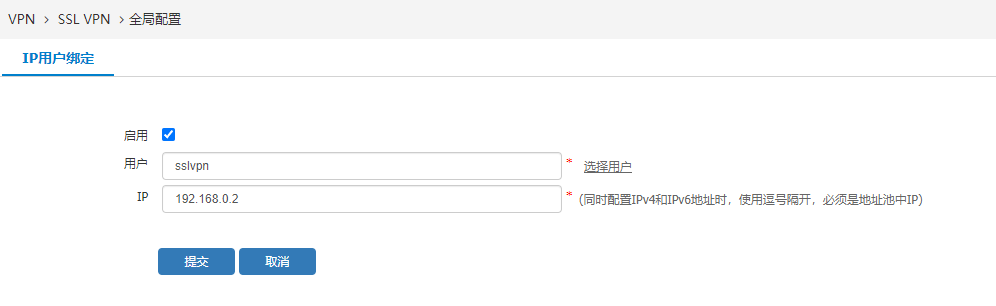 VPN > SSL VPN > 全局配置
IP用户绑定
启用
用户 sslvpn * 选择用户
IP 192.168.0.2 * (同时配置IPv4和IPv6地址时，使用逗号隔开，必须是地址池中IP)
提交 取消